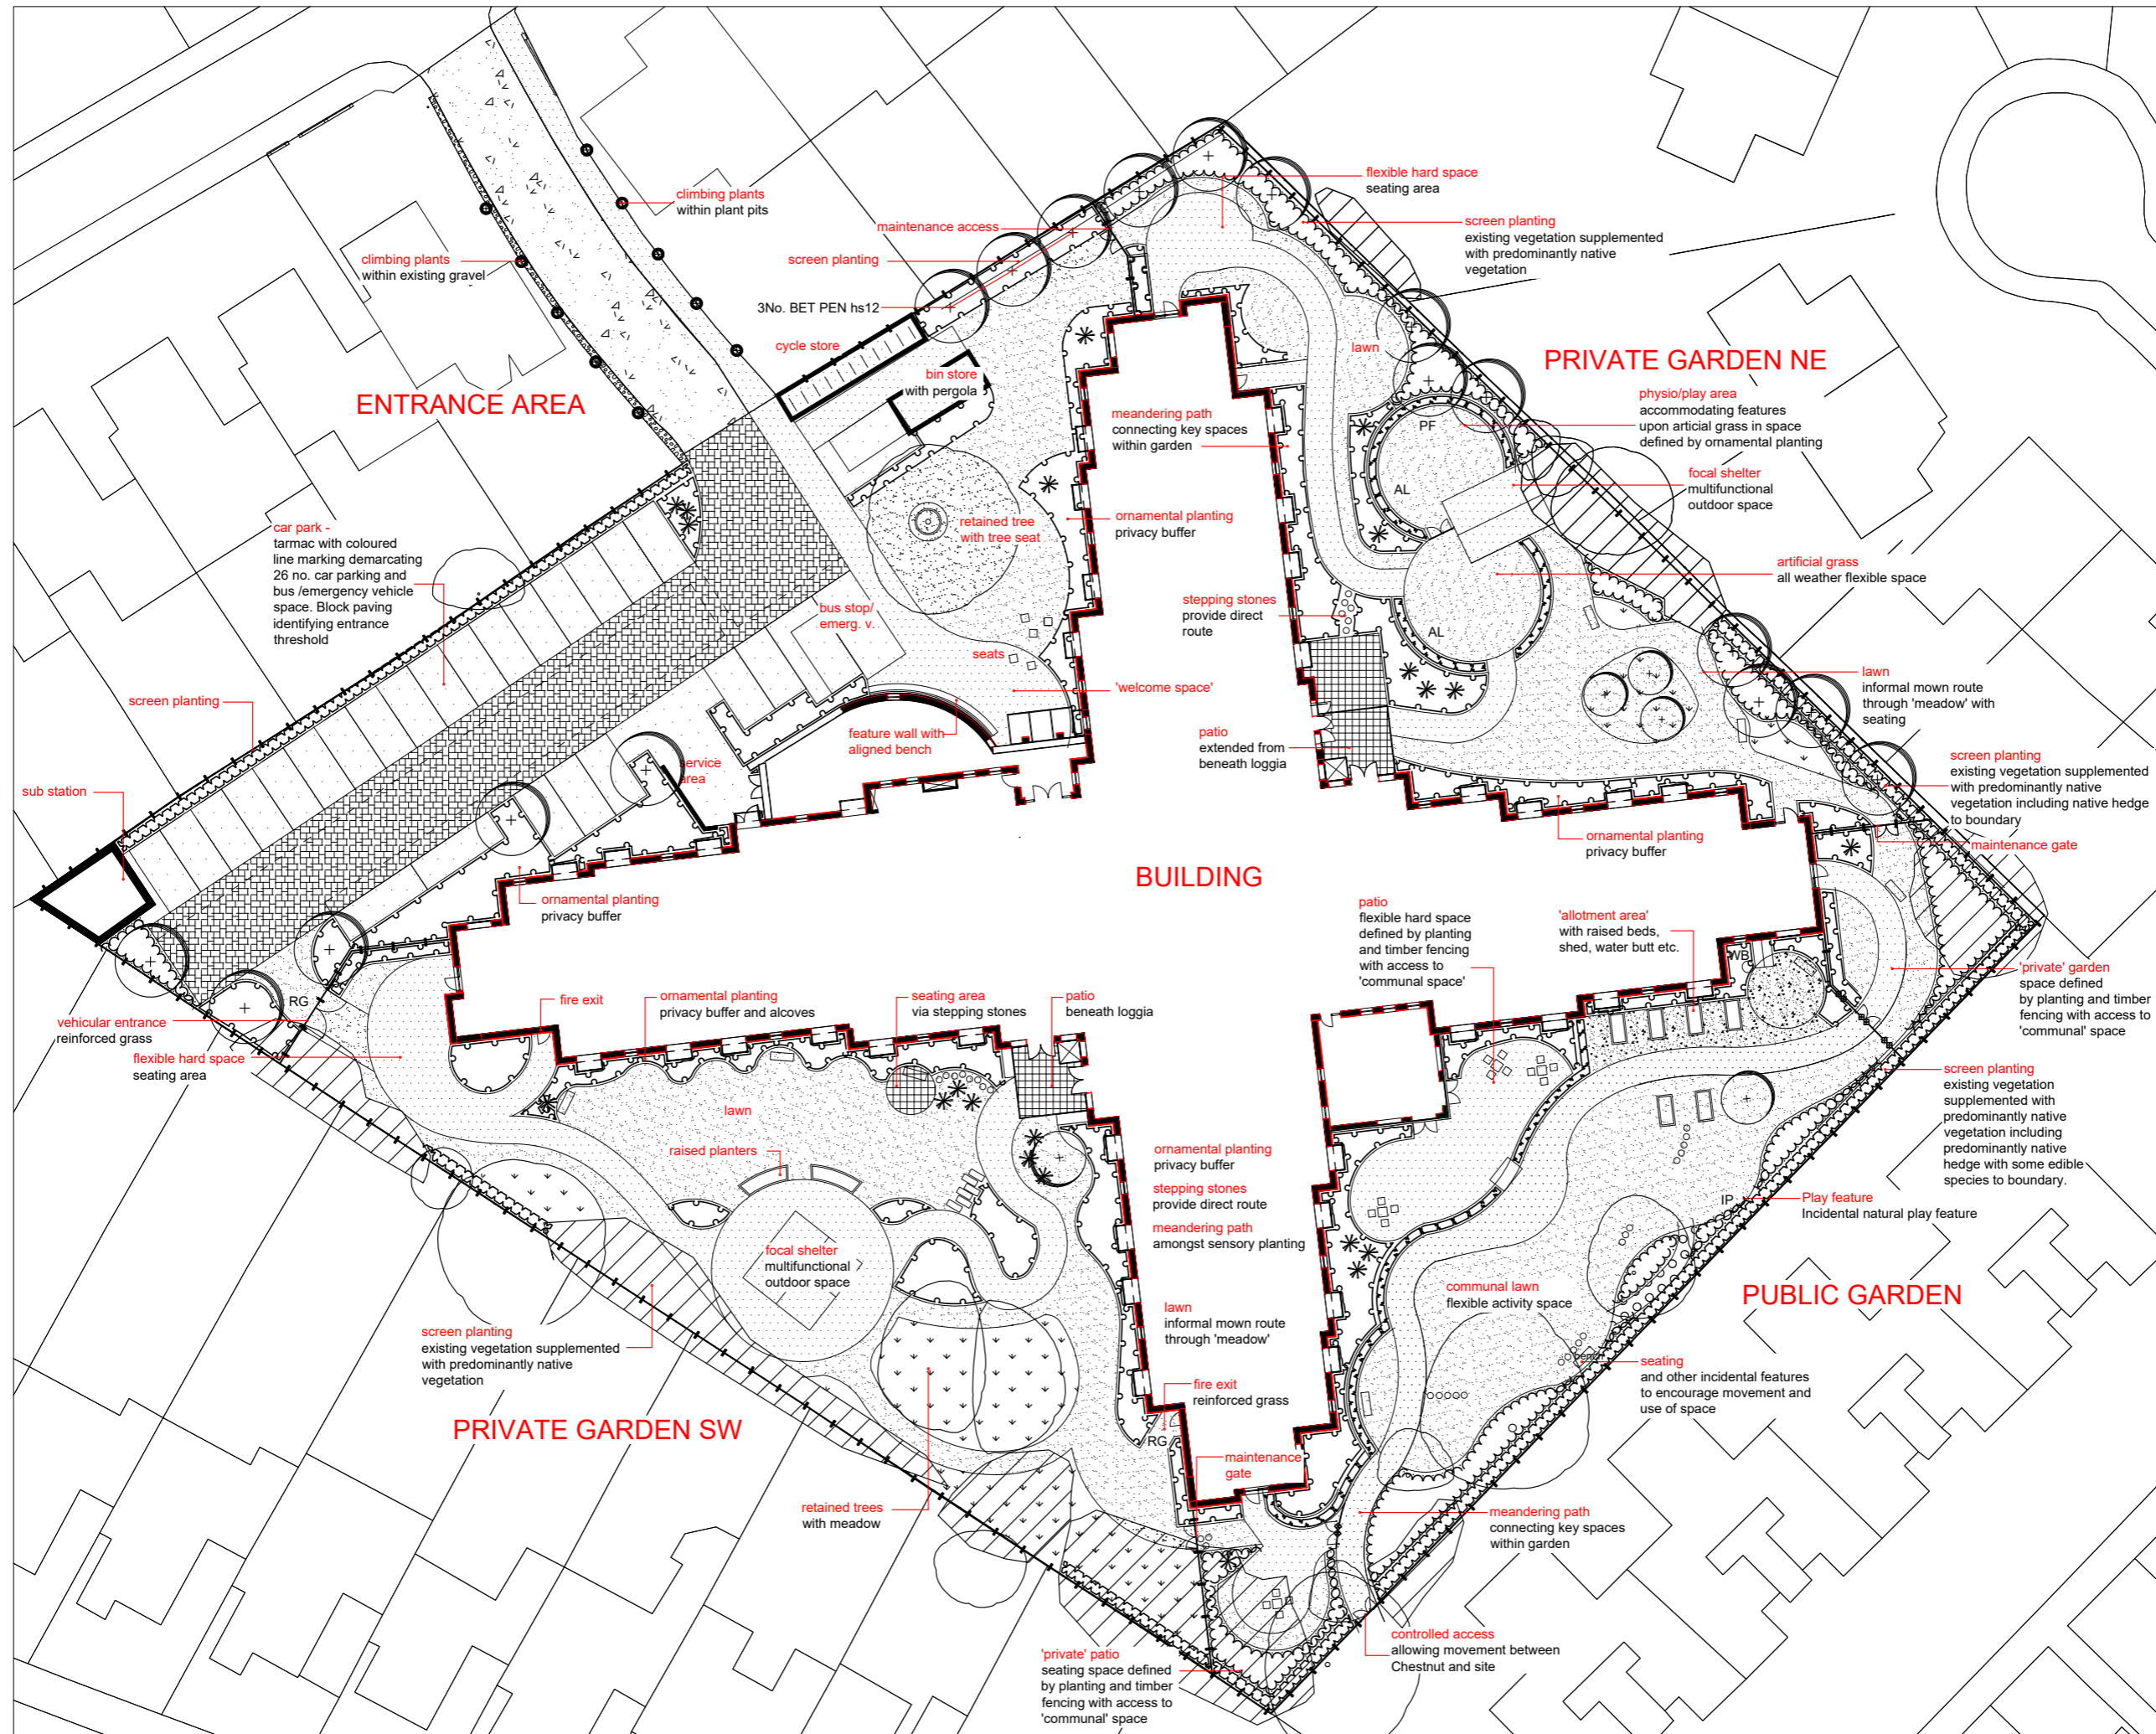 climbing plants
within plant pits
climbing plants
within existing gravel
maintenance access
screen planting
3No. BET PEN hs12
cycle store
bin store
with pergola
flexible hard space
seating area
screen planting
existing vegetation supplemented
with predominantly native
vegetation
ENTRANCE AREA
lawn
PRIVATE GARDEN NE
physio/play area
accommodating features
upon articial grass in space
defined by ornamental planting
meandering path
connecting key spaces
within garden
PF
AL
focal shelter
multifunctional
outdoor space
car park -
tarmac with coloured
line marking demarcating
26 no. car parking and
bus /emergency vehicle
space. Block paving
identifying entrance
threshold
retained tree
with tree seat
ornamental planting
privacy buffer
artificial grass
all weather flexible space
bus stop/
emerg. v.
stepping stones
provide direct
route
AL
seats
'welcome space'
lawn
informal mown route
through 'meadow' with
seating
screen planting
feature wall with
aligned bench
patio
extended from
beneath loggia
service
area
sub station
screen planting
existing vegetation supplemented
with predominantly native
vegetation including native hedge
to boundary
maintenance gate
ornamental planting
privacy buffer
BUILDING
ornamental planting
privacy buffer
patio
flexible hard space
defined by planting
and timber fencing
with access to
'communal space'
'allotment area'
with raised beds,
shed, water butt etc.
WB
'private' garden
space defined
by planting and timber
fencing with access to
'communal' space
RG
vehicular entrance
reinforced grass
flexible hard space
seating area
fire exit
ornamental planting
privacy buffer and alcoves
seating area
via stepping stones
patio
beneath loggia
screen planting
existing vegetation
supplemented with
predominantly native
vegetation including
predominantly native
hedge with some edible
species to boundary.
lawn
raised planters
ornamental planting
privacy buffer
stepping stones
provide direct route
meandering path
amongst sensory planting
IP
Play feature
Incidental natural play feature
focal shelter
multifunctional
outdoor space
communal lawn
flexible activity space
PUBLIC GARDEN
lawn
informal mown route
through 'meadow'
screen planting
existing vegetation supplemented
with predominantly native
vegetation
seating
and other incidental features
to encourage movement and
use of space
fire exit
reinforced grass
PRIVATE GARDEN SW
RG
maintenance
gate
retained trees
with meadow
meandering path
connecting key spaces
within garden
'private' patio
seating space defined
by planting and timber
fencing with access to
'communal' space
controlled access
allowing movement between
Chestnut and site